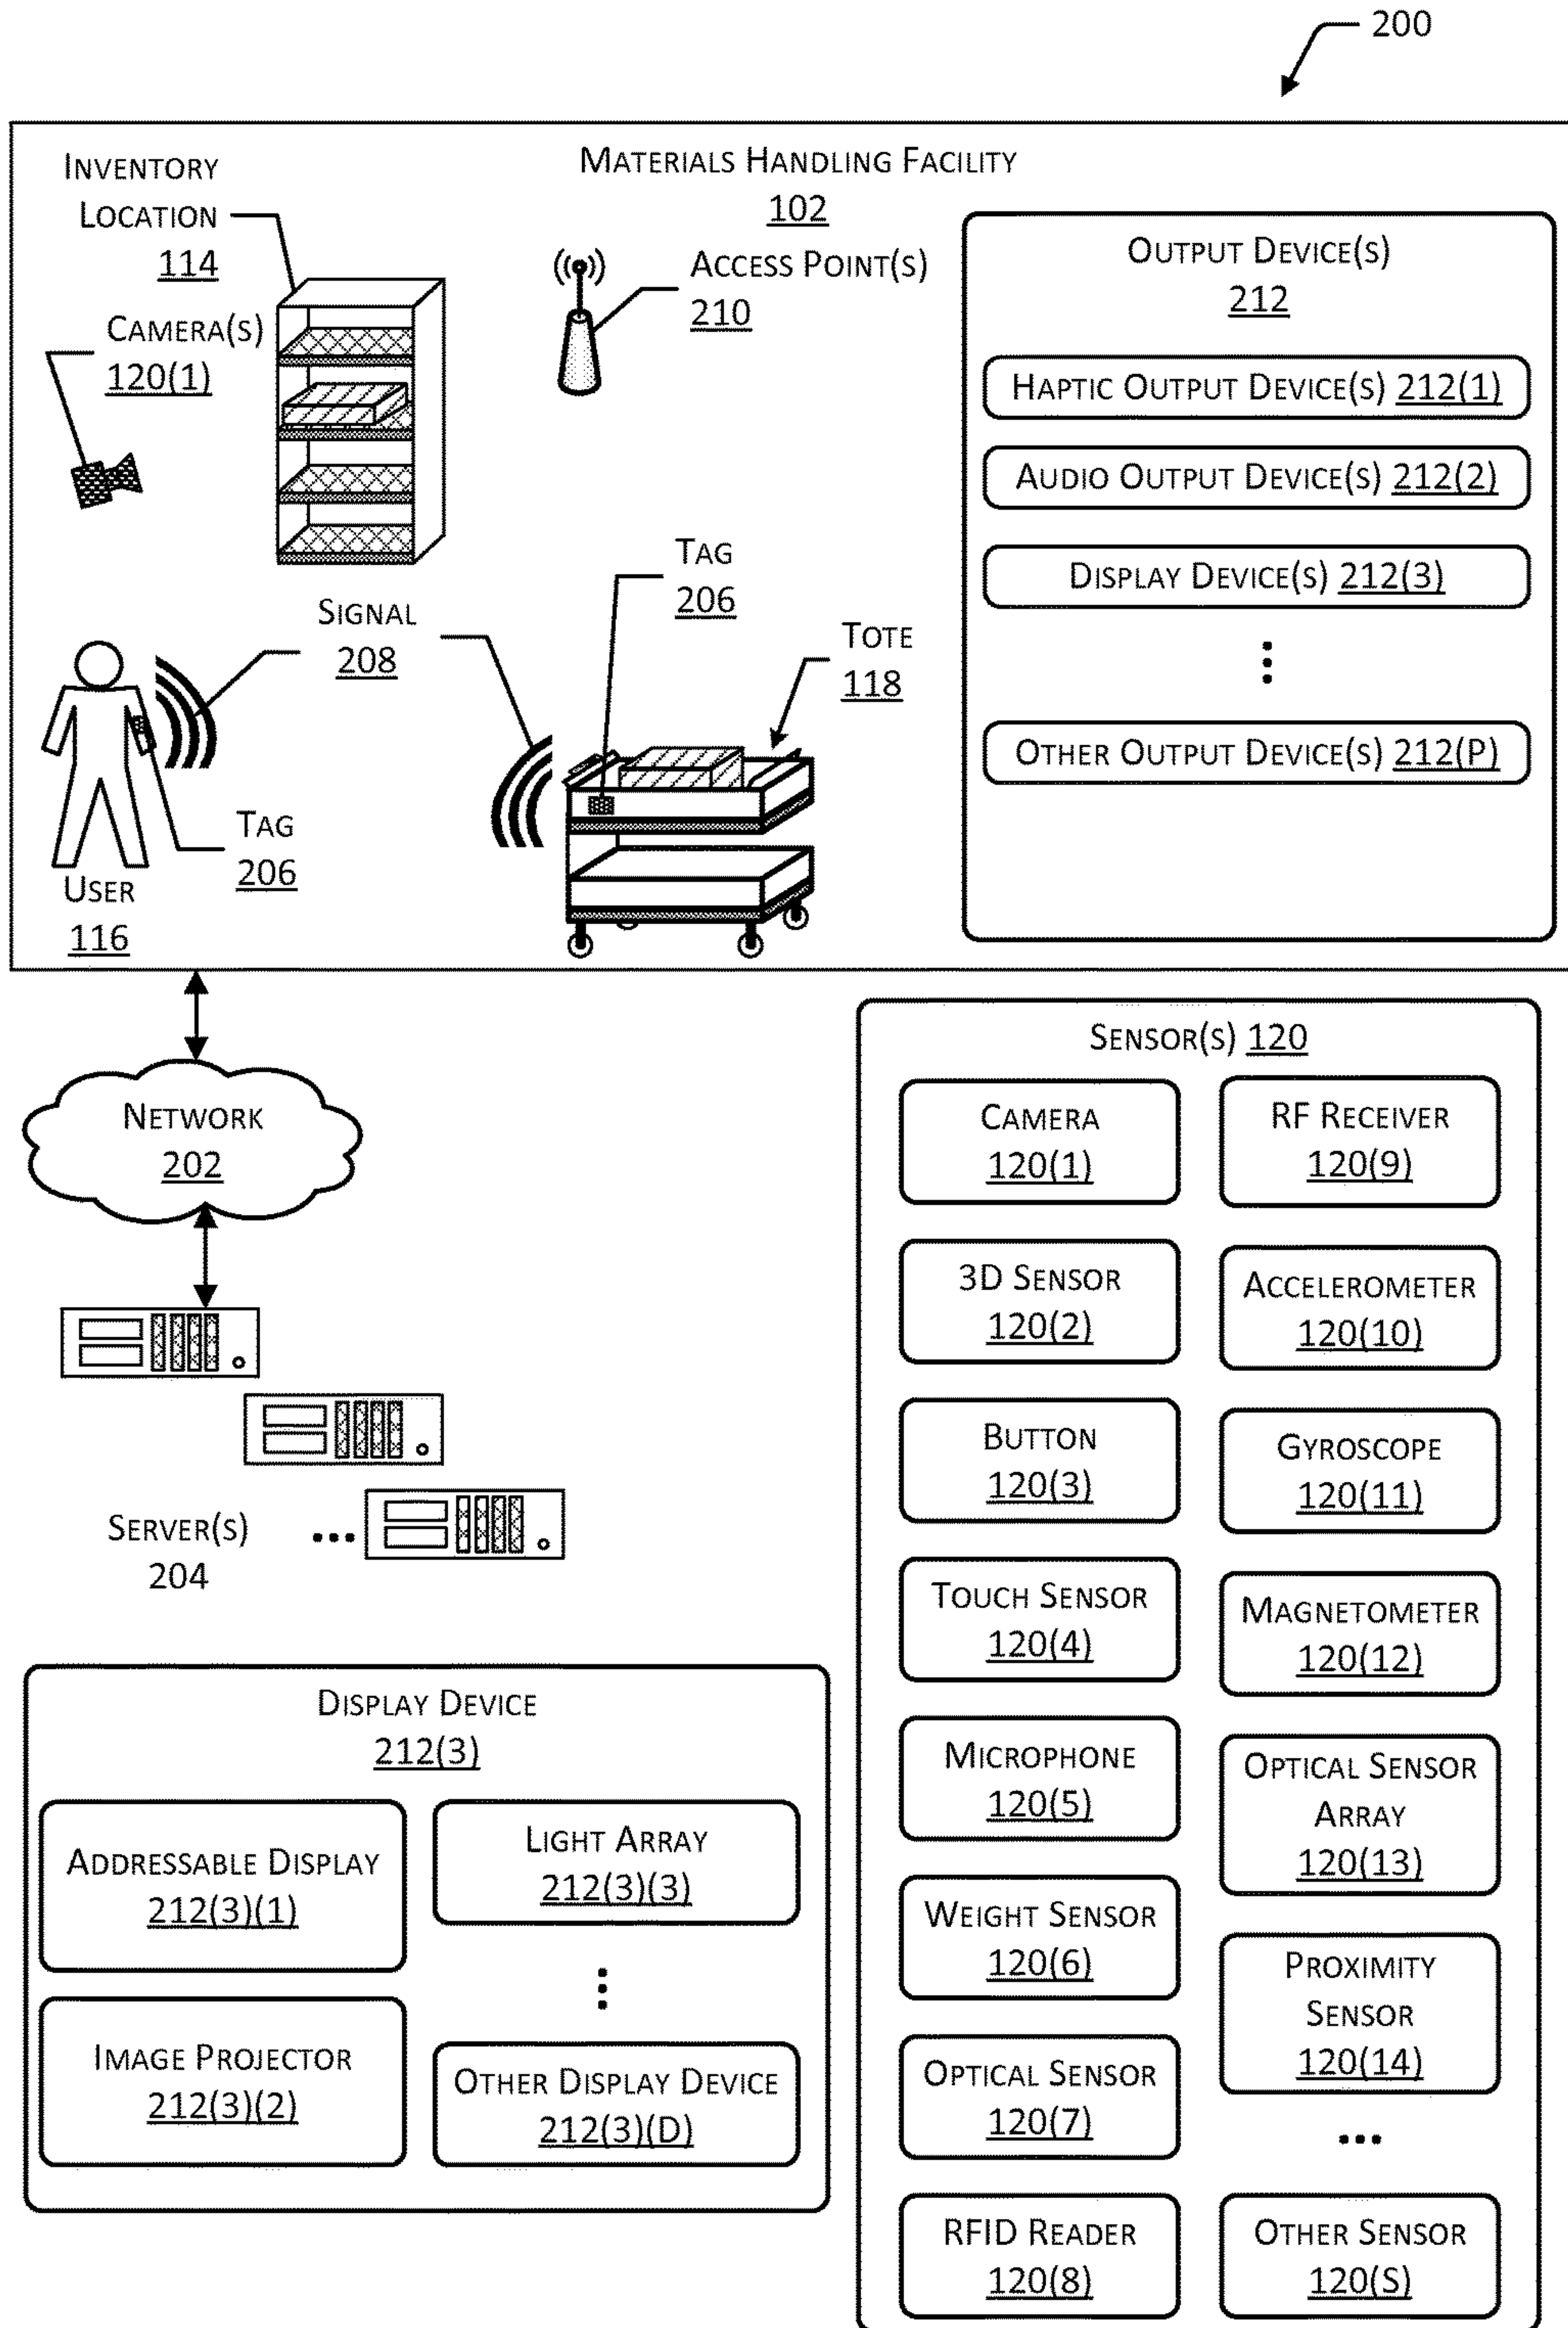 200
MATERIALS HANDLING FACILITY
102
INVENTORY
LOCATION
114
CAMERA(S)
120(1)
ACCESS POINT(S)
210
TAG
206
SIGNAL
208
TOTE
118
TAG
206
USER
116
OUTPUT DEVICE(S)
212
HAPTIC OUTPUT DEVICE(S) 212(1)
AUDIO OUTPUT DEVICE(S) 212(2)
DISPLAY DEVICE(S) 212(3)
⋮
OTHER OUTPUT DEVICE(S) 212(P)
NETWORK
202
SERVER(S)
204
...
DISPLAY DEVICE
212(3)
ADDRESSABLE DISPLAY
212(3)(1)
IMAGE PROJECTOR
212(3)(2)
LIGHT ARRAY
212(3)(3)
⋮
OTHER DISPLAY DEVICE
212(3)(D)
SENSOR(S) 120
CAMERA
120(1)
3D SENSOR
120(2)
BUTTON
120(3)
TOUCH SENSOR
120(4)
MICROPHONE
120(5)
WEIGHT SENSOR
120(6)
OPTICAL SENSOR
120(7)
RFID READER
120(8)
RF RECEIVER
120(9)
ACCELEROMETER
120(10)
GYROSCOPE
120(11)
MAGNETOMETER
120(12)
OPTICAL SENSOR
ARRAY
120(13)
PROXIMITY
SENSOR
120(14)
...
OTHER SENSOR
120(S)